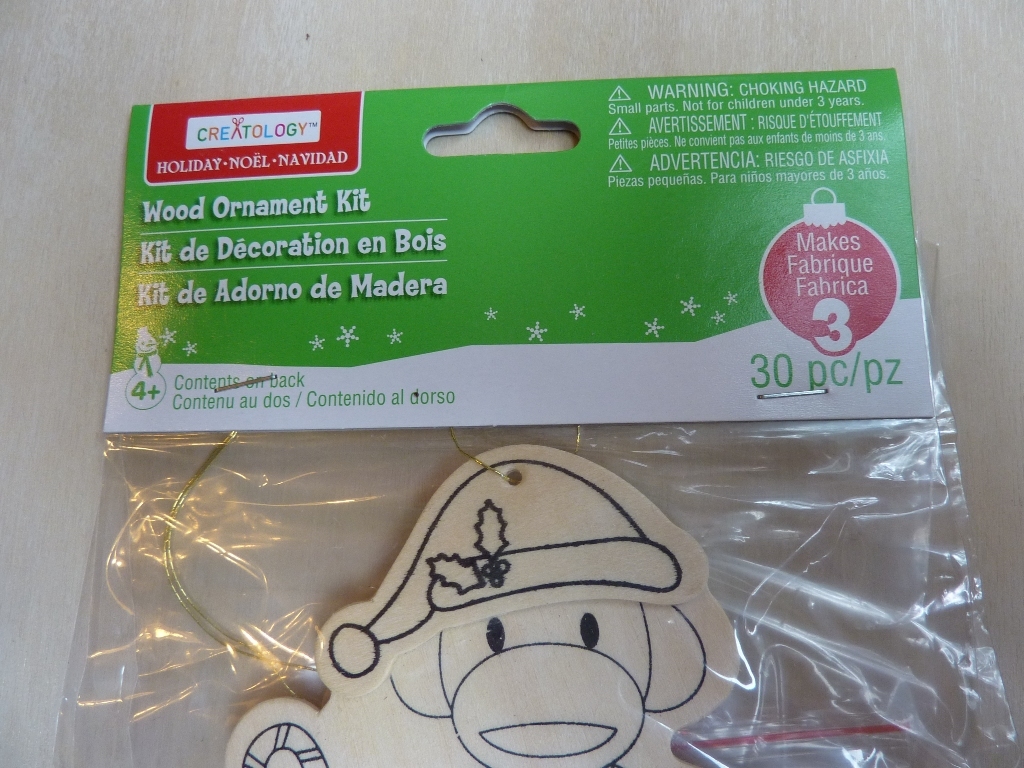 CREATOLOGY™
HOLIDAY•NOËL•NAVIDAD
WARNING: CHOKING HAZARD
Small parts. Not for children under 3 years.
AVERTISSEMENT : RISQUE D'ÉTOUFFEMENT
Petites pièces. Ne convient pas aux enfants de moins de 3 ans.
ADVERTENCIA: RIESGO DE ASFIXIA
Piezas pequeñas. Para niños mayores de 3 años.
Wood Ornament Kit
Kit de Décoration en Bois
Kit de Adorno de Madera
Makes
Fabrique
Fabrica
3
30 pc/pz
4+
Contents on back
Contenu au dos / Contenido al dorso